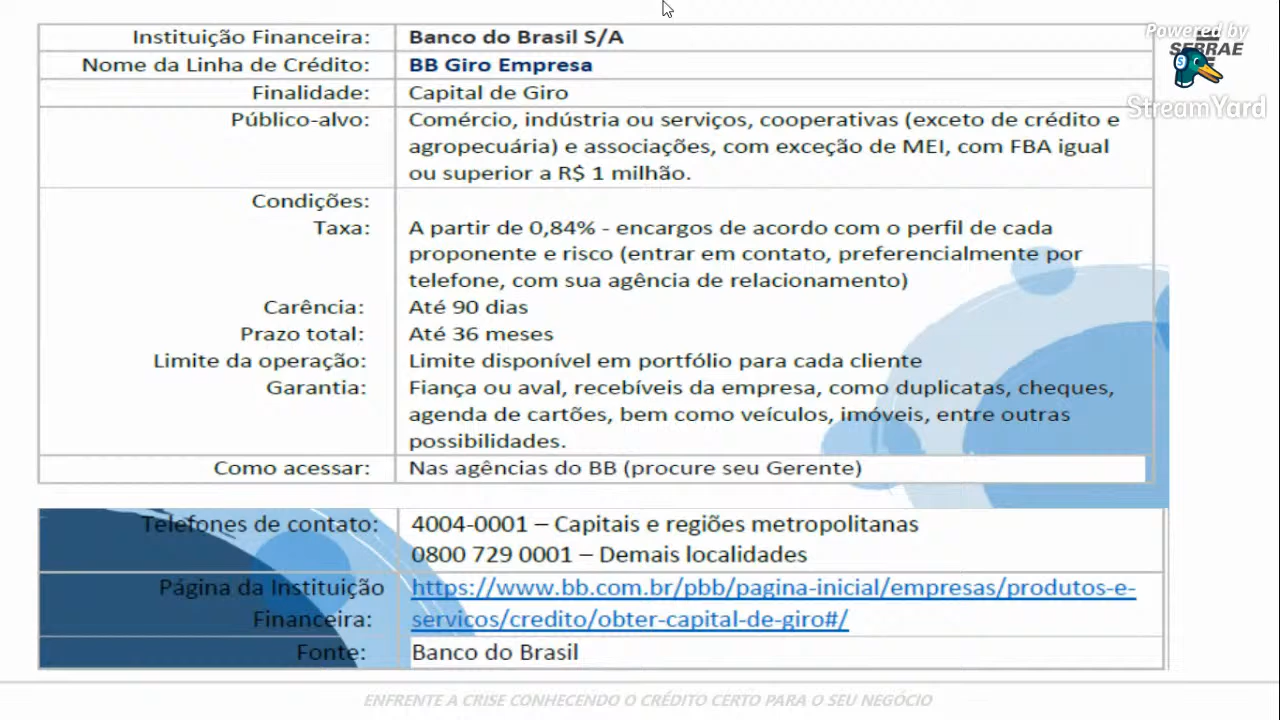 Powered by
SEBRAE
StreamYard
Instituição Financeira: Banco do Brasil S/A
Nome da Linha de Crédito: BB Giro Empresa
Finalidade: Capital de Giro
Público-alvo: Comércio, indústria ou serviços, cooperativas (exceto de crédito e
agropecuária) e associações, com exceção de MEI, com FBA igual
ou superior a R$ 1 milhão.
Condições:
Taxa: A partir de 0,84% - encargos de acordo com o perfil de cada
proponente e risco (entrar em contato, preferencialmente por
telefone, com sua agência de relacionamento)
Carência: Até 90 dias
Prazo total: Até 36 meses
Limite da operação: Limite disponível em portfólio para cada cliente
Garantia: Fiança ou aval, recebíveis da empresa, como duplicatas, cheques,
agenda de cartões, bem como veículos, imóveis, entre outras
possibilidades.
Como acessar: Nas agências do BB (procure seu Gerente)
Telefones de contato: 4004-0001 – Capitais e regiões metropolitanas
0800 729 0001 – Demais localidades
Página da Instituição https://www.bb.com.br/pbb/pagina-inicial/empresas/produtos-e-
Financeira: servicos/credito/obter-capital-de-giro#/
Fonte: Banco do Brasil
ENFRENTE A CRISE CONHECENDO O CRÉDITO CERTO PARA O SEU NEGÓCIO